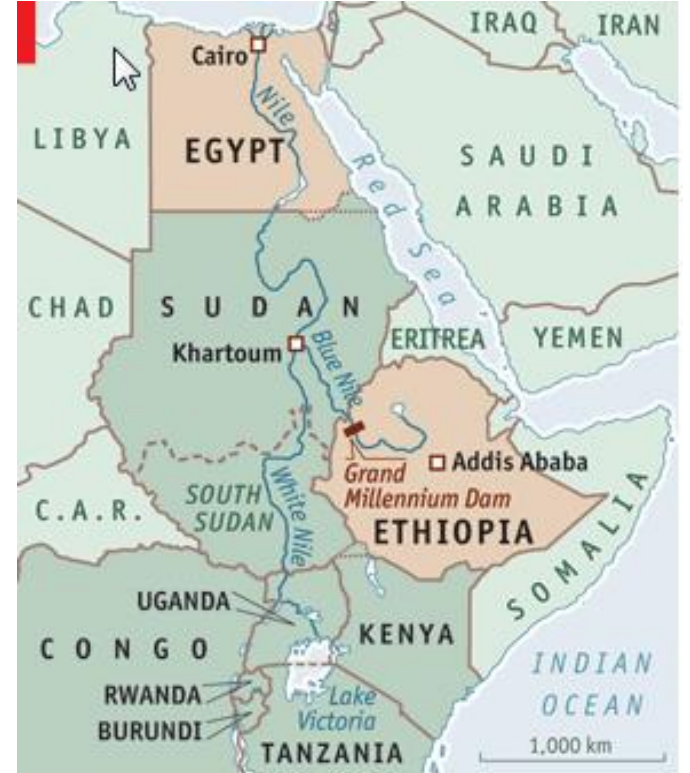 IRAQ
IRAN
Cairo
Nile
LIBYA
EGYPT
SAUDI
ARABIA
Red Sea
CHAD
SUDAN
ERITREA
YEMEN
Khartoum
Blue Nile
Addis Ababa
Grand
Millennium Dam
SOUTH
SUDAN
White Nile
C.A.R.
ETHIOPIA
SOMALIA
UGANDA
KENYA
CONGO
INDIAN
OCEAN
RWANDA
Lake
Victoria
BURUNDI
TANZANIA
1,000 km